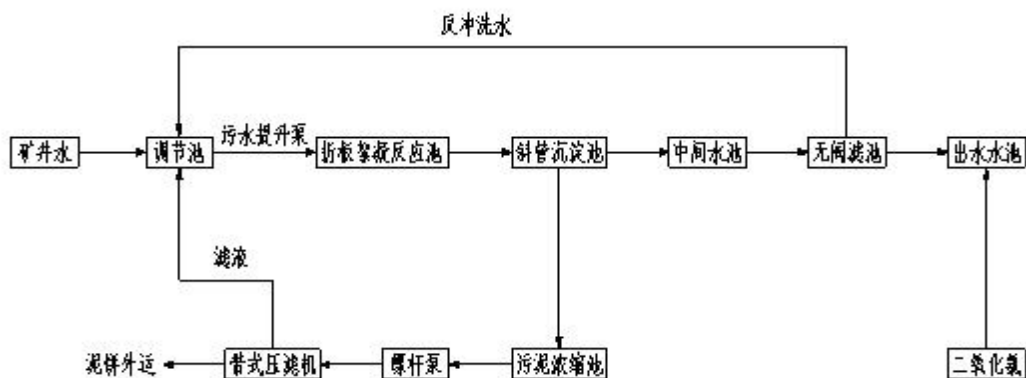 反冲洗水
污水提升泵
矿井水
调节池
折板絮凝反应池
斜管沉淀池
中间水池
无阀滤池
出水水池
滤液
泥饼外运
带式压滤机
螺杆泵
污泥浓缩池
二氧化氯